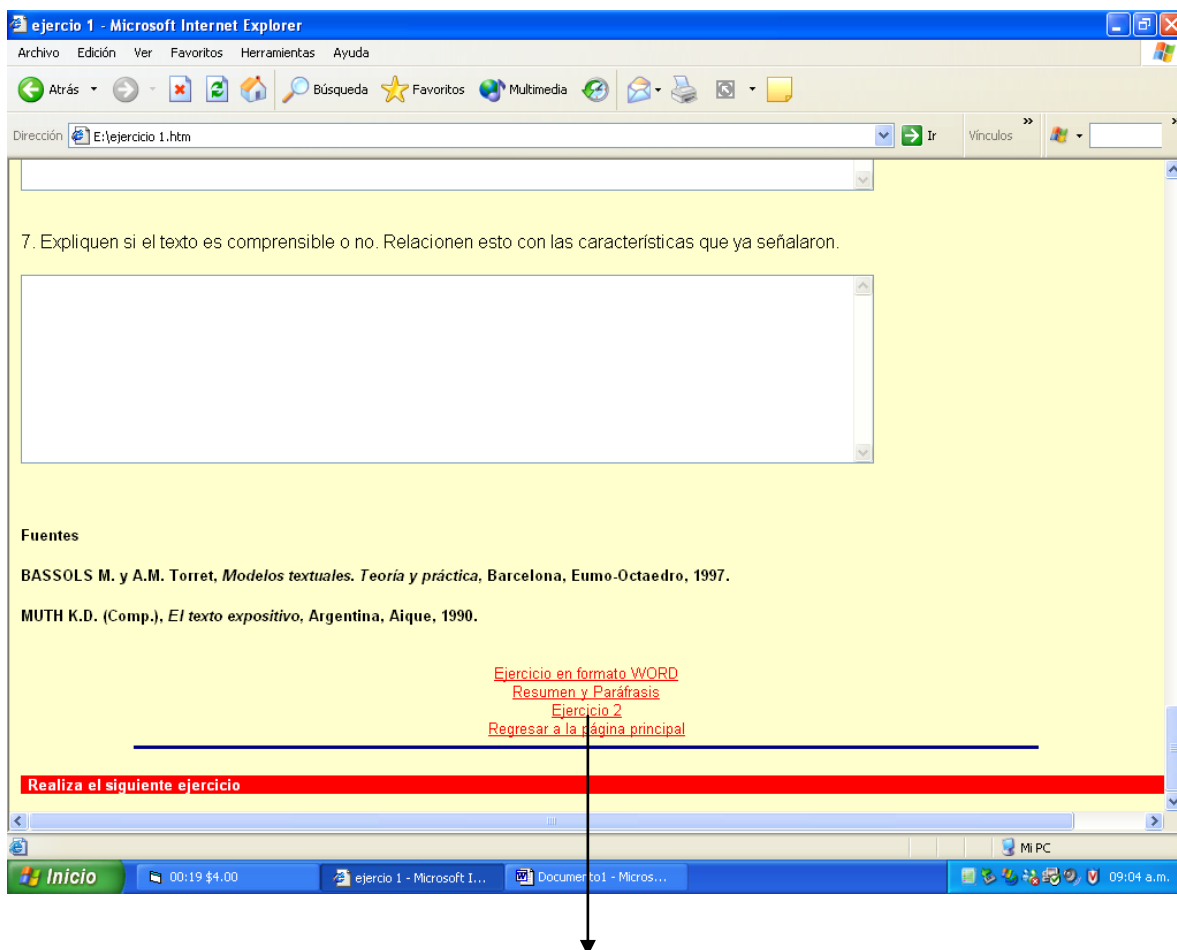 ejercio 1 - Microsoft Internet Explorer
Archivo Edición Ver Favoritos Herramientas Ayuda
Atrás Búsqueda Favoritos Multimedia
Dirección E:\ejercicio 1.htm Ir Vínculos »
7. Expliquen si el texto es comprensible o no. Relacionen esto con las características que ya señalaron.
Fuentes
BASSOLS M. y A.M. Torret, Modelos textuales. Teoría y práctica, Barcelona, Eumo-Octaedro, 1997.
MUTH K.D. (Comp.), El texto expositivo, Argentina, Aique, 1990.
Ejercicio en formato WORD
Resumen y Paráfrasis
Ejercicio 2
Regresar a la página principal
Realiza el siguiente ejercicio
Mi PC
Inicio 00:19 $4.00 ejercio 1 - Microsoft I... Documento1 - Micros... 09:04 a.m.